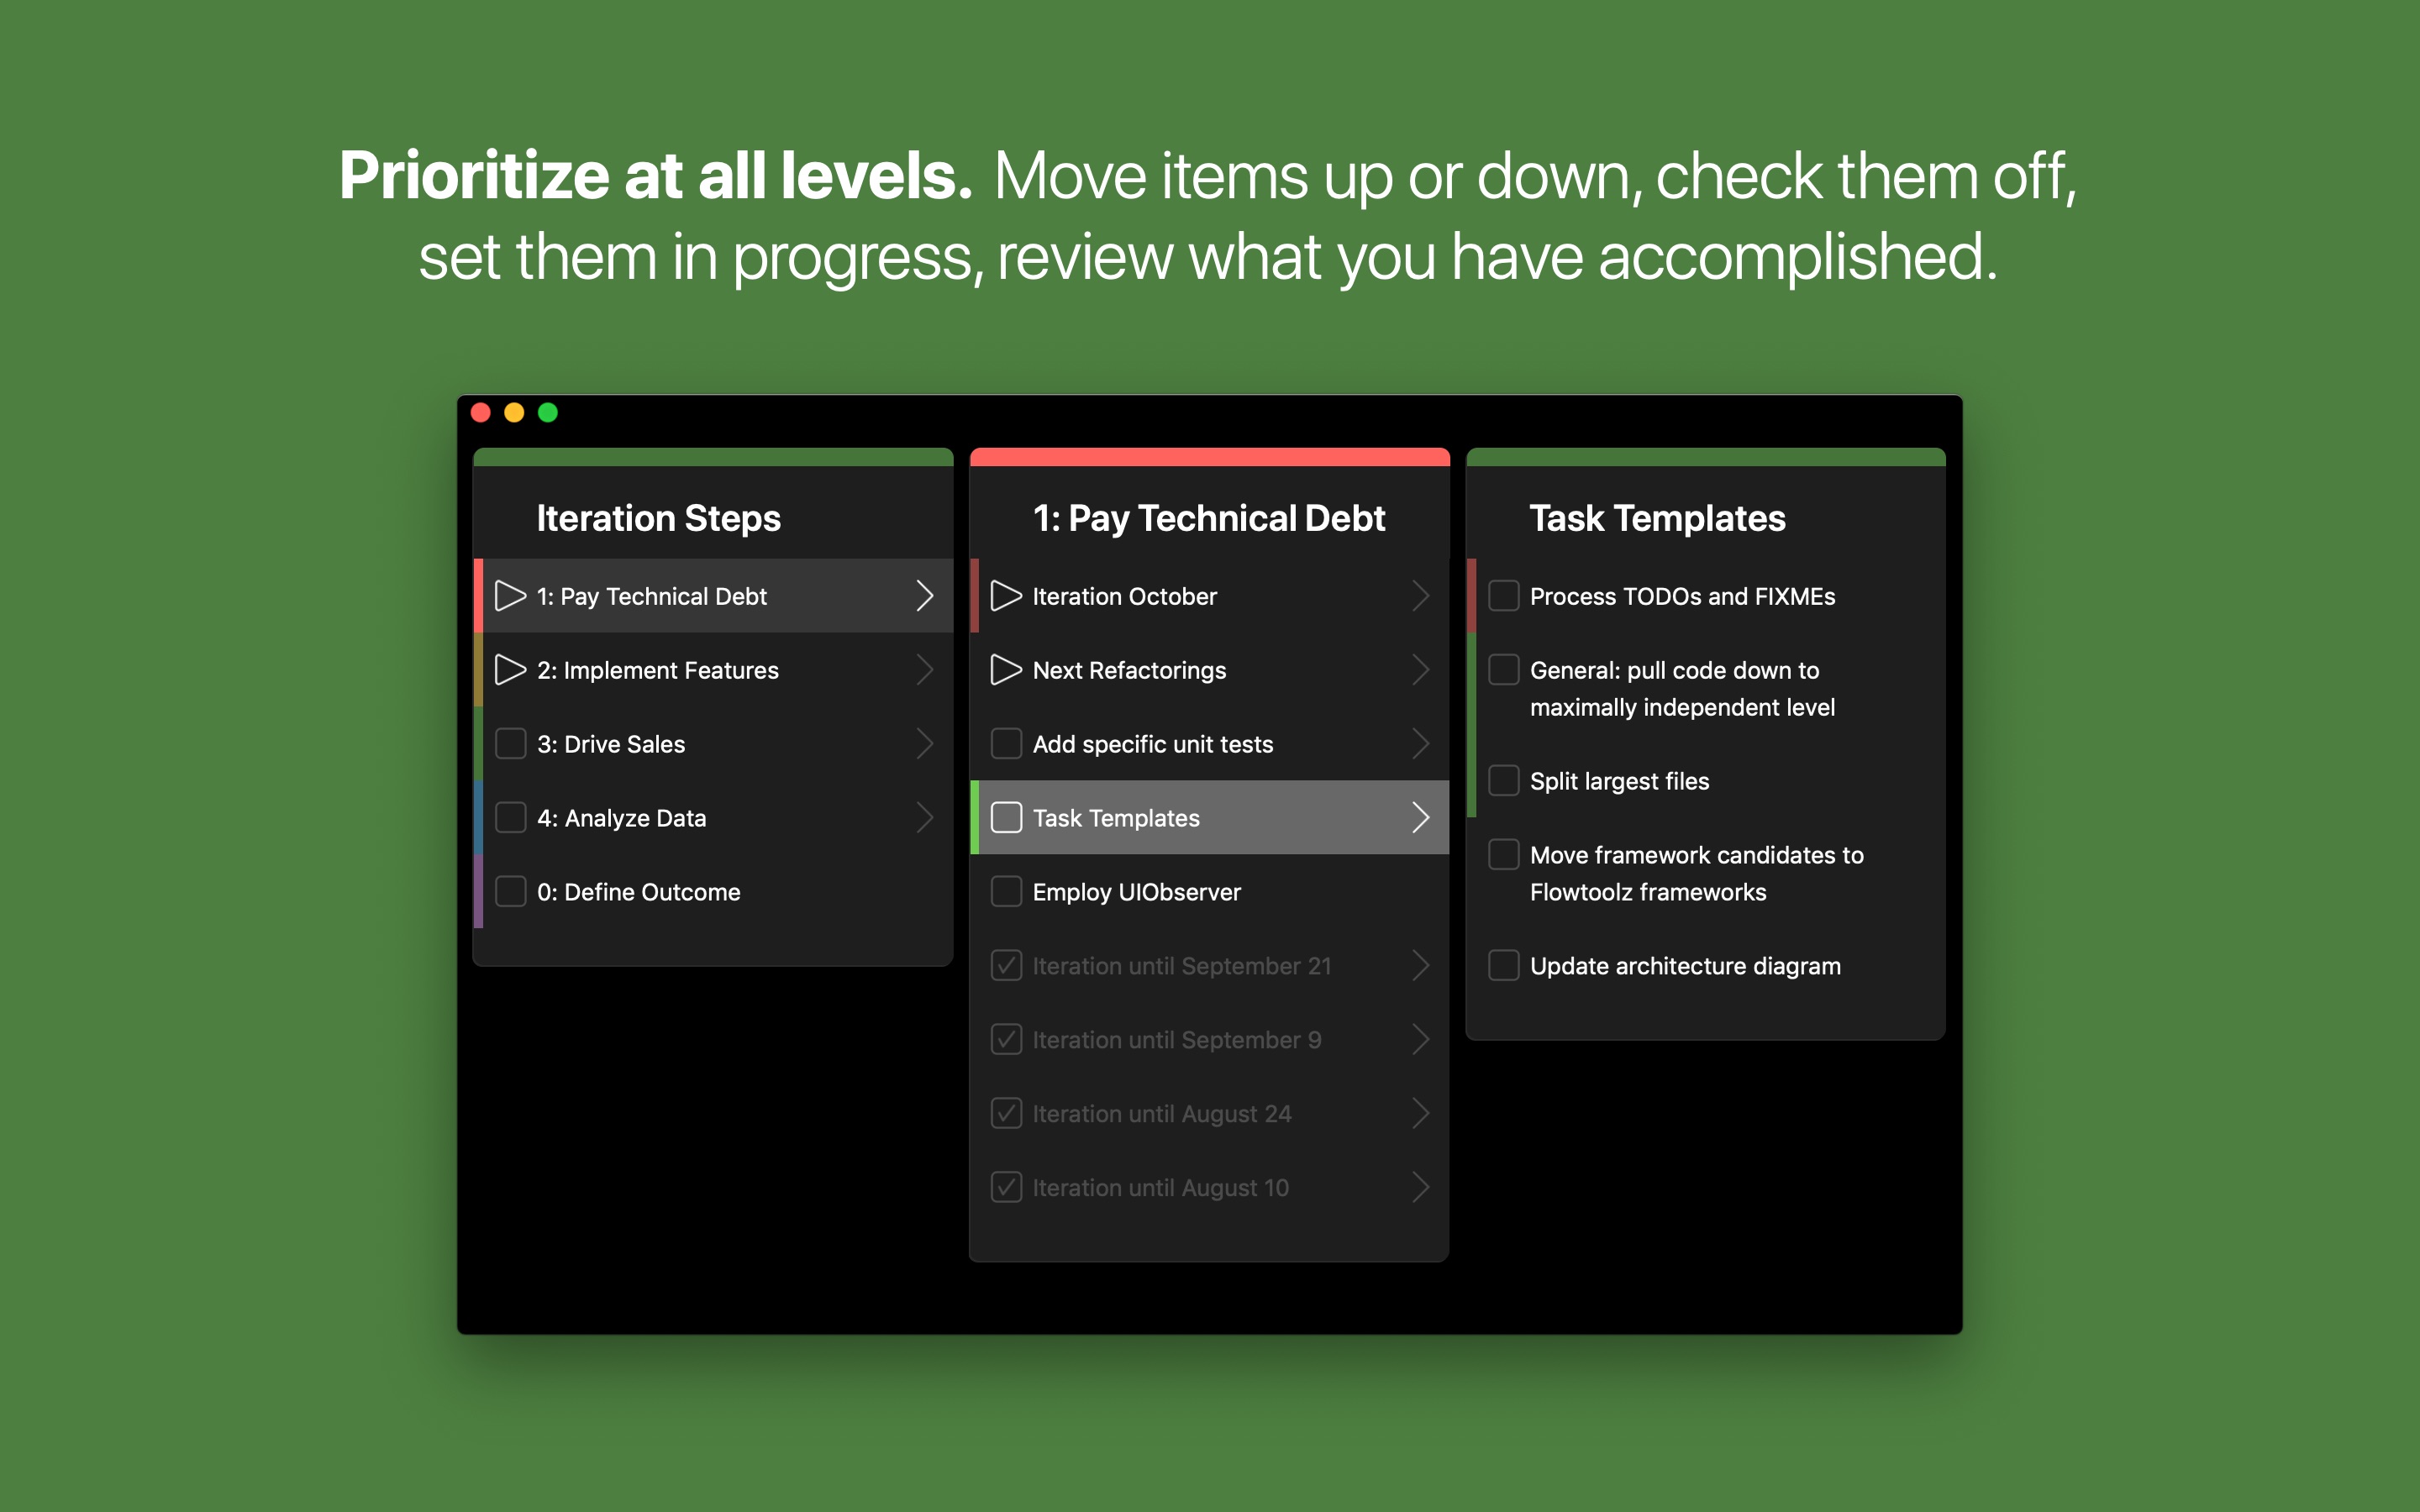 Prioritize at all levels. Move items up or down, check them off,
set them in progress, review what you have accomplished.
Iteration Steps
1: Pay Technical Debt
2: Implement Features
3: Drive Sales
4: Analyze Data
0: Define Outcome
1: Pay Technical Debt
Iteration October
Next Refactorings
Add specific unit tests
Task Templates
Employ UIObserver
Iteration until September 21
Iteration until September 9
Iteration until August 24
Iteration until August 10
Task Templates
Process TODOs and FIXMEs
General: pull code down to
maximally independent level
Split largest files
Move framework candidates to
Flowtoolz frameworks
Update architecture diagram